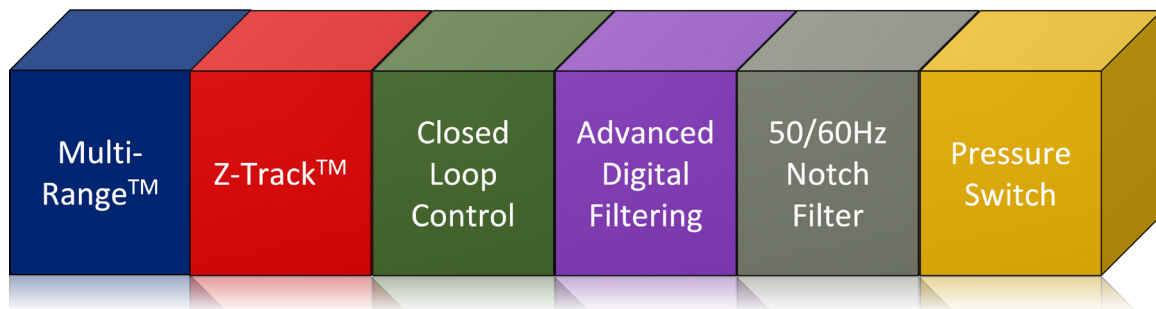 Multi-
Range™
Z-Track™
Closed
Loop
Control
Advanced
Digital
Filtering
50/60Hz
Notch
Filter
Pressure
Switch